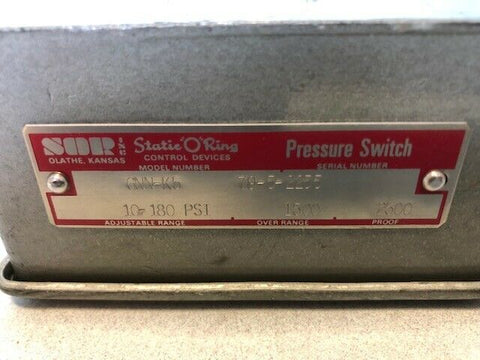 SOR INC Static "O" Ring Pressure Switch
OLATHE, KANSAS CONTROL DEVICES
MODEL NUMBER SERIAL NUMBER
10-180 PSI
ADJUSTABLE RANGE OVER RANGE PROOF